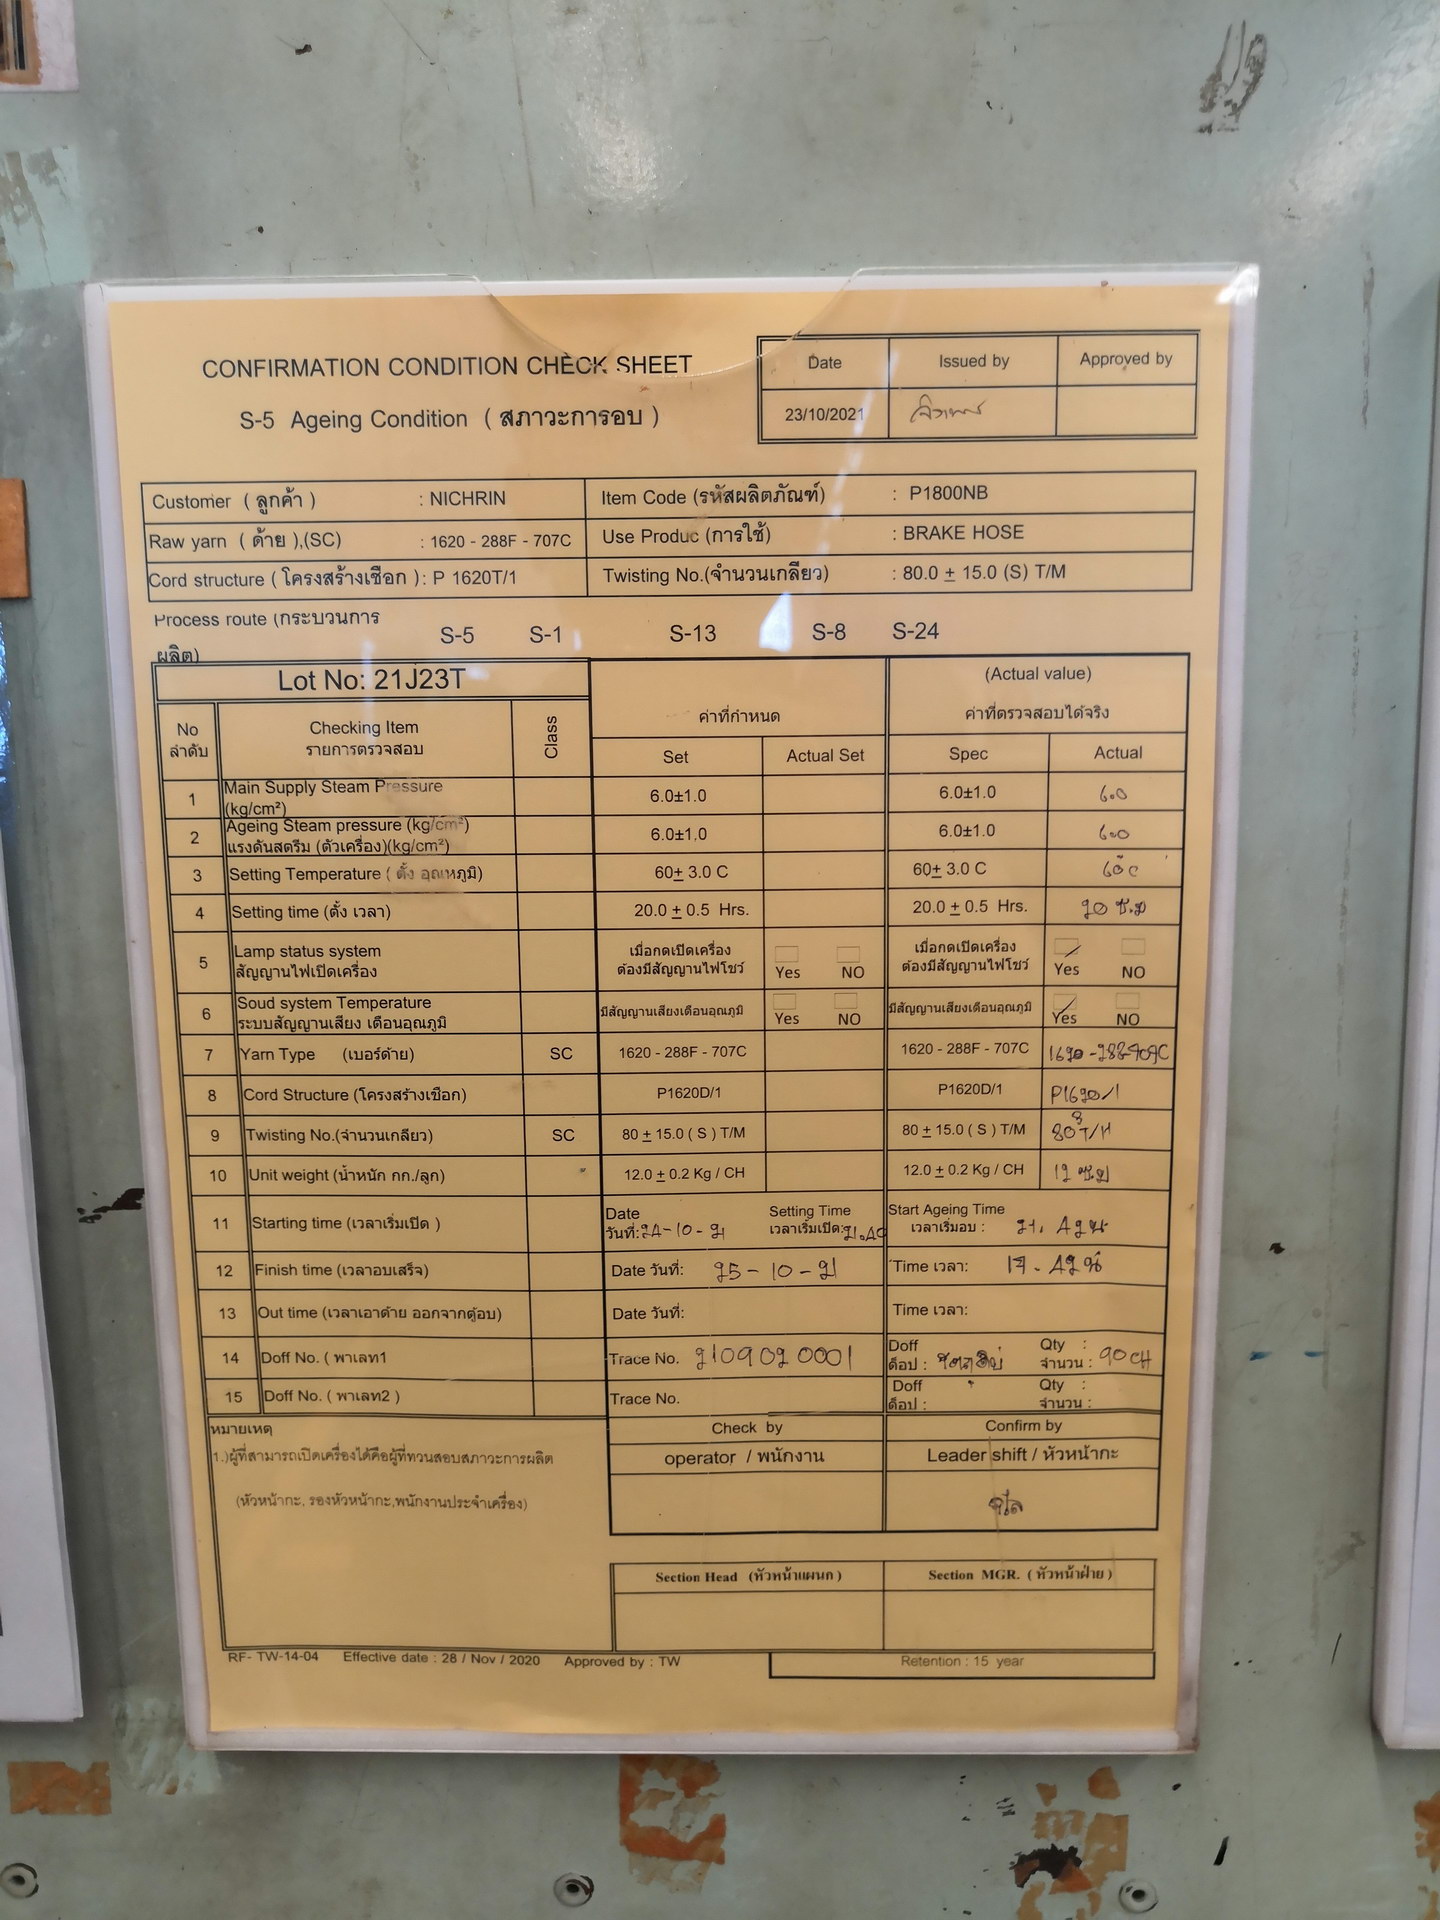 CONFIRMATION CONDITION CHECK SHEET
S-5 Ageing Condition ( สภาวะการอบ )
Date Issued by Approved by
23/10/2021
Customer ( ลูกค้า ) : NICHRIN Item Code (รหัสผลิตภัณฑ์) : P1800NB
Raw yarn ( ด้าย ),(SC) : 1620 - 288F - 707C Use Produc (การใช้) : BRAKE HOSE
Cord structure ( โครงสร้างเชือก ): P 1620T/1 Twisting No.(จำนวนเกลียว) : 80.0 ± 15.0 (S) T/M
Process route (กระบวนการ
ผลิต) S-5 S-1 S-13 S-8 S-24
Lot No: 21J23T
(Actual value)
ค่าที่กำหนด ค่าที่ตรวจสอบได้จริง
No ลำดับ Checking Item รายการตรวจสอบ Class Set Actual Set Spec Actual
1 Main Supply Steam Pressure (kg/cm²) 6.0±1.0 6.0±1.0 6.0
2 Ageing Steam pressure (kg/cm²) แรงดันสตรีม (ตัวเครื่อง)(kg/cm²) 6.0±1.0 6.0±1.0 6.0
3 Setting Temperature ( ตั้ง อุณหภูมิ) 60± 3.0 C 60± 3.0 C 60°c
4 Setting time (ตั้ง เวลา) 20.0 ± 0.5 Hrs. 20.0 ± 0.5 Hrs. 20 ช.ม
5 Lamp status system สัญญานไฟเปิดเครื่อง เมื่อกดเปิดเครื่อง ต้องมีสัญญานไฟโชว์ Yes NO เมื่อกดเปิดเครื่อง ต้องมีสัญญานไฟโชว์ Yes NO
6 Soud system Temperature ระบบสัญญานเสียง เตือนอุณภูมิ มีสัญญานเสียงเตือนอุณภูมิ Yes NO มีสัญญานเสียงเตือนอุณภูมิ Yes NO
7 Yarn Type (เบอร์ด้าย) SC 1620 - 288F - 707C 1620 - 288F - 707C
8 Cord Structure (โครงสร้างเชือก) P1620D/1 P1620D/1 P1620/1
9 Twisting No.(จำนวนเกลียว) SC 80 ± 15.0 ( S ) T/M 80 ± 15.0 ( S ) T/M 80 T/M
10 Unit weight (น้ำหนัก กก./ลูก) 12.0 ± 0.2 Kg / CH 12.0 ± 0.2 Kg / CH 12
11 Starting time (เวลาเริ่มเปิด ) Date วันที่: 24-10-21 Setting Time เวลาเริ่มเปิด: Start Ageing Time เวลาเริ่มอบ :
12 Finish time (เวลาอบเสร็จ) Date วันที่: 25-10-21 Time เวลา:
13 Out time (เวลาเอาด้าย ออกจากตู้อบ) Date วันที่: Time เวลา:
14 Doff No. ( พาเลท1 Trace No. 2109020001 Doff ด็อป : Qty : จำนวน : 90CH
15 Doff No. ( พาเลท2 ) Trace No. Doff ด็อป : Qty : จำนวน :
หมายเหตุ Check by Confirm by
1.)ผู้ที่สามารถเปิดเครื่องได้คือผู้ที่ทวนสอบสภาวะการผลิต operator / พนักงาน Leader shift / หัวหน้ากะ
(หัวหน้ากะ, รองหัวหน้ากะ,พนักงานประจำเครื่อง)
Section Head (หัวหน้าแผนก ) Section MGR. ( หัวหน้าฝ่าย )
RF- TW-14-04 Effective date : 28 / Nov / 2020 Approved by : TW Retention : 15 year